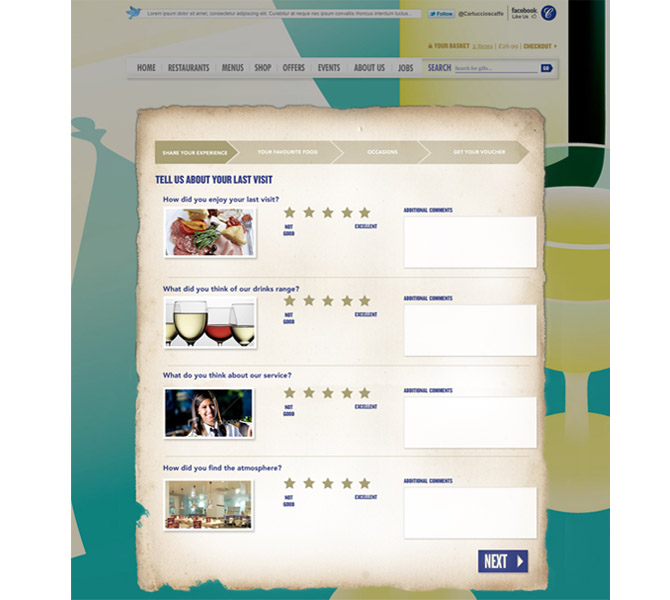 Lorem ipsum dolor sit amet, consectetur adipiscing elit. Curabitur at neque ipsum convallis rhoncus interdum luctus...
Follow @Carluccioscaffe
facebook
Like Us
YOUR BASKET
CHECKOUT
HOME RESTAURANTS MENUS SHOP OFFERS EVENTS ABOUT US JOBS SEARCH Search for gifts... GO
SHARE YOUR EXPERIENCE YOUR FAVOURITE FOOD OCCASIONS GET YOUR VOUCHER
TELL US ABOUT YOUR LAST VISIT
How did you enjoy your last visit?
NOT GOOD
EXCELLENT
ADDITIONAL COMMENTS
What did you think of our drinks range?
NOT GOOD
EXCELLENT
ADDITIONAL COMMENTS
What do you think about our service?
NOT GOOD
EXCELLENT
ADDITIONAL COMMENTS
How did you find the atmosphere?
NOT GOOD
EXCELLENT
ADDITIONAL COMMENTS
NEXT